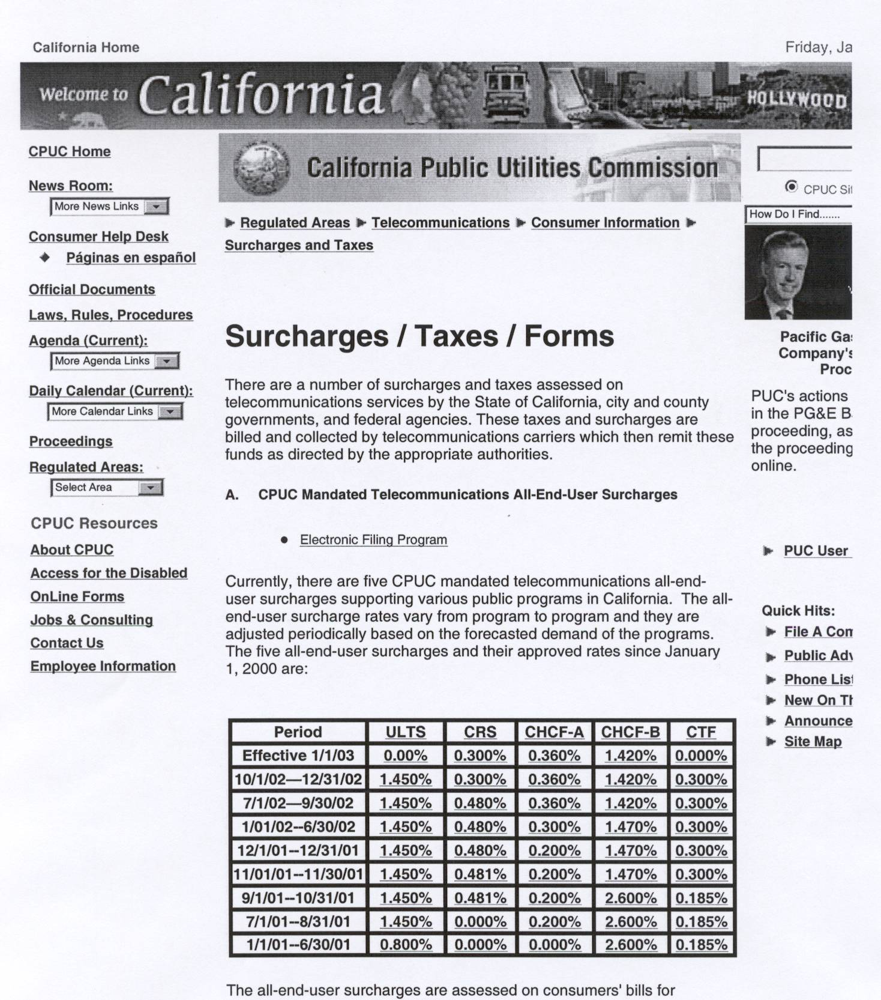 California Home
Friday, Ja
Welcome to California
HOLLYWOOD
CPUC Home
News Room:
More News Links
Consumer Help Desk
Páginas en español
Official Documents
Laws, Rules, Procedures
Agenda (Current):
More Agenda Links
Daily Calendar (Current):
More Calendar Links
Proceedings
Regulated Areas:
Select Area
CPUC Resources
About CPUC
Access for the Disabled
OnLine Forms
Jobs & Consulting
Contact Us
Employee Information
California Public Utilities Commission
Regulated Areas Telecommunications Consumer Information
Surcharges and Taxes
Surcharges / Taxes / Forms
There are a number of surcharges and taxes assessed on
telecommunications services by the State of California, city and county
governments, and federal agencies. These taxes and surcharges are
billed and collected by telecommunications carriers which then remit these
funds as directed by the appropriate authorities.
A. CPUC Mandated Telecommunications All-End-User Surcharges
• Electronic Filing Program
Currently, there are five CPUC mandated telecommunications all-end-
user surcharges supporting various public programs in California. The all-
end-user surcharge rates vary from program to program and they are
adjusted periodically based on the forecasted demand of the programs.
The five all-end-user surcharges and their approved rates since January
1, 2000 are:
Period ULTS CRS CHCF-A CHCF-B CTF
Effective 1/1/03 0.00% 0.300% 0.360% 1.420% 0.000%
10/1/02—12/31/02 1.450% 0.300% 0.360% 1.420% 0.300%
7/1/02—9/30/02 1.450% 0.480% 0.360% 1.420% 0.300%
1/01/02--6/30/02 1.450% 0.480% 0.300% 1.470% 0.300%
12/1/01--12/31/01 1.450% 0.480% 0.200% 1.470% 0.300%
11/01/01--11/30/01 1.450% 0.481% 0.200% 1.470% 0.300%
9/1/01--10/31/01 1.450% 0.481% 0.200% 2.600% 0.185%
7/1/01--8/31/01 1.450% 0.000% 0.200% 2.600% 0.185%
1/1/01--6/30/01 0.800% 0.000% 0.000% 2.600% 0.185%
The all-end-user surcharges are assessed on consumers' bills for
CPUC Sit
How Do I Find.......
Pacific Gas
Company's
Proc
PUC's actions
in the PG&E B
proceeding, as
the proceeding
online.
PUC User
Quick Hits:
File A Com
Public Adv
Phone List
New On Th
Announce
Site Map